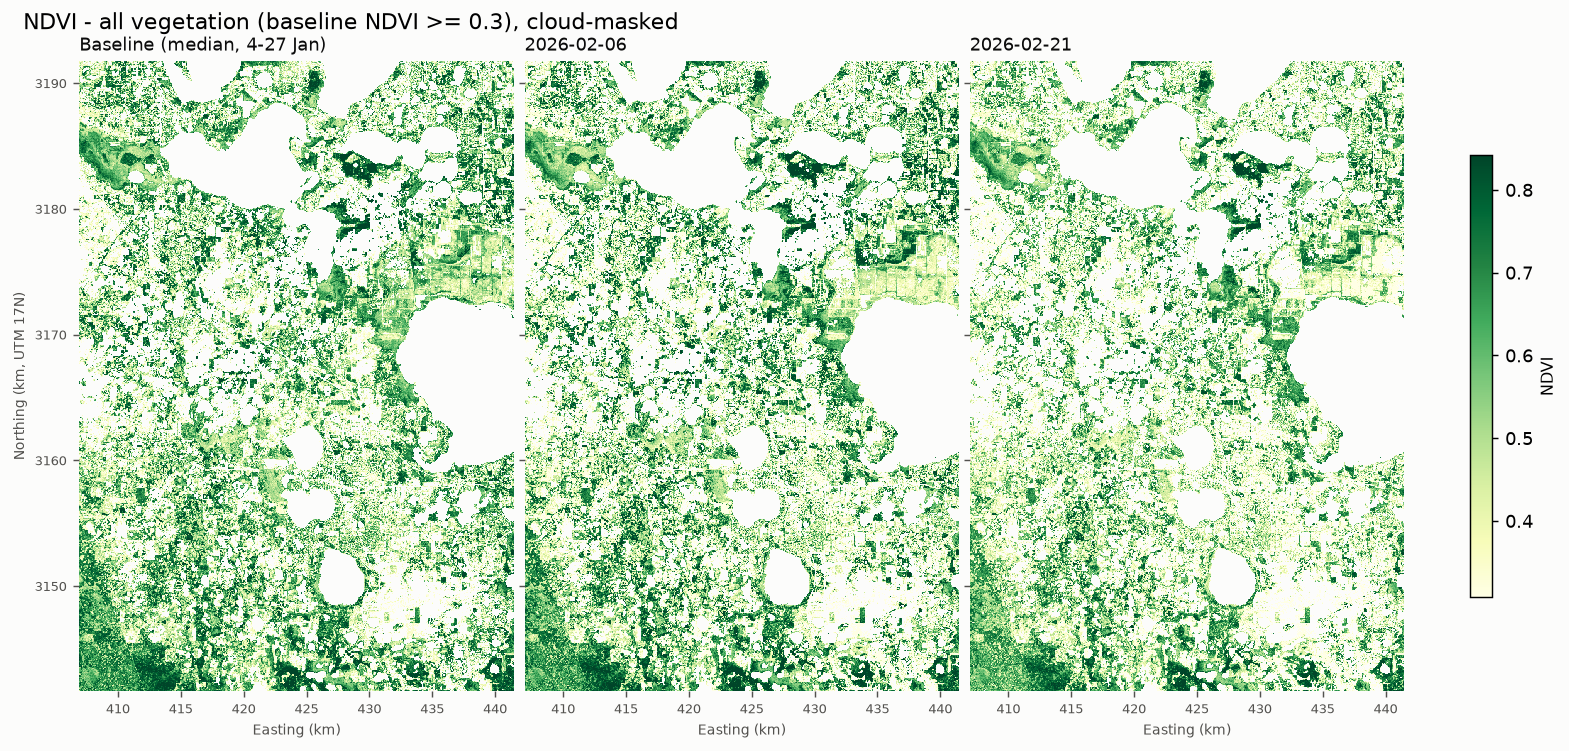 NDVI - all vegetation (baseline NDVI >= 0.3), cloud-masked
Baseline (median, 4-27 Jan)
2026-02-06
2026-02-21
Northing (km, UTM 17N)
3190
3180
3170
3160
3150
410 415 420 425 430 435 440
410 415 420 425 430 435 440
410 415 420 425 430 435 440
Easting (km)
Easting (km)
Easting (km)
0.8
0.7
0.6
0.5
0.4
NDVI